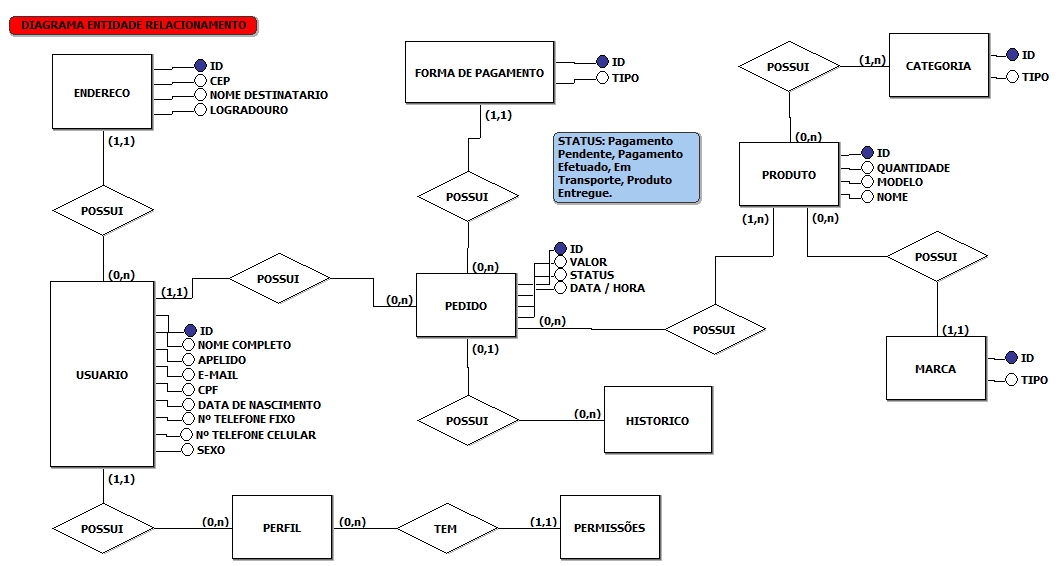 DIAGRAMA ENTIDADE RELACIONAMENTO
ENDERECO
ID
CEP
NOME DESTINATARIO
LOGRADOURO
(1,1)
POSSUI
(0,n)
FORMA DE PAGAMENTO
ID
TIPO
(1,1)
POSSUI
(0,n)
STATUS: Pagamento
Pendente, Pagamento
Efetuado, Em
Transporte, Produto
Entregue.
POSSUI
(1,n)
CATEGORIA
ID
TIPO
(0,n)
PRODUTO
ID
QUANTIDADE
MODELO
NOME
(1,n)
(0,n)
POSSUI
(1,1)
MARCA
ID
TIPO
USUARIO
(1,1)
ID
NOME COMPLETO
APELIDO
E-MAIL
CPF
DATA DE NASCIMENTO
Nº TELEFONE FIXO
Nº TELEFONE CELULAR
SEXO
POSSUI
(0,n)
PEDIDO
ID
VALOR
STATUS
DATA / HORA
(0,n)
POSSUI
(0,1)
POSSUI
(0,n)
HISTORICO
(1,1)
POSSUI
(0,n)
PERFIL
(0,n)
TEM
(1,1)
PERMISSÕES